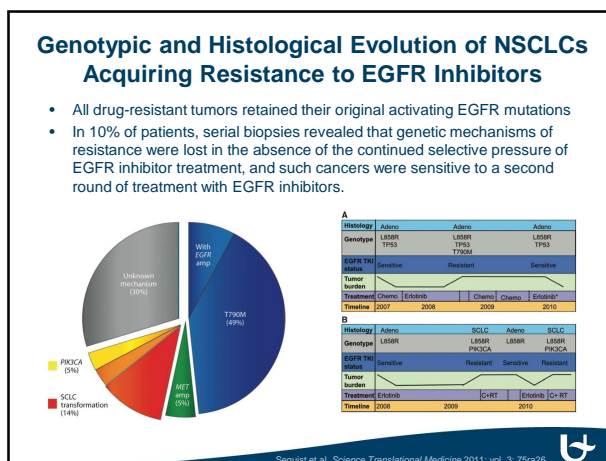 Genotypic and Histological Evolution of NSCLCs
Acquiring Resistance to EGFR Inhibitors
• All drug-resistant tumors retained their original activating EGFR mutations
• In 10% of patients, serial biopsies revealed that genetic mechanisms of
resistance were lost in the absence of the continued selective pressure of
EGFR inhibitor treatment, and such cancers were sensitive to a second
round of treatment with EGFR inhibitors.
With
EGFR
amp
Unknown
mechanism
(30%)
T790M
(49%)
PIK3CA
(5%)
SCLC
transformation
(14%)
MET
amp
(5%)
A
Histology Adeno Adeno Adeno
Genotype L858R L858R L858R
TP53 TP53 TP53
T790M
EGFR TKI
status Sensitive Resistant Sensitive
Tumor
burden
Treatment Chemo Erlotinib Chemo Chemo Erlotinib*
Timeline 2007 2008 2009 2010
B
Histology Adeno SCLC Adeno SCLC
Genotype L858R L858R L858R L858R
PIK3CA PIK3CA
EGFR TKI
status Sensitive Resistant Sensitive Resistant
Tumor
burden
Treatment Erlotinib C+RT Erlotinib C+ RT
Timeline 2008 2009 2010
Sequist et al. Science Translational Medicine 2011; vol. 3; 75ra26